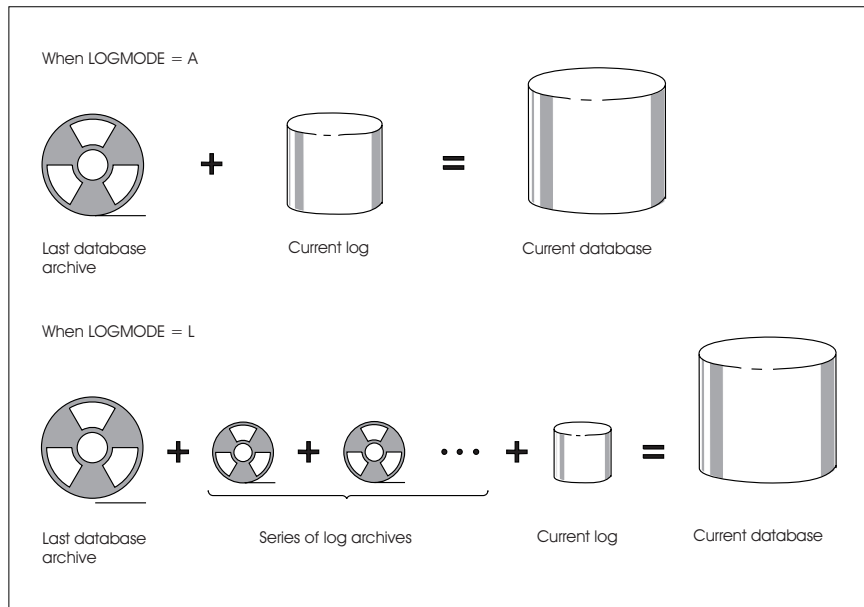 When LOGMODE = A
+
=
Last database
archive
Current log
Current database
When LOGMODE = L
+
+
...
+
=
Last database
archive
Series of log archives
Current log
Current database